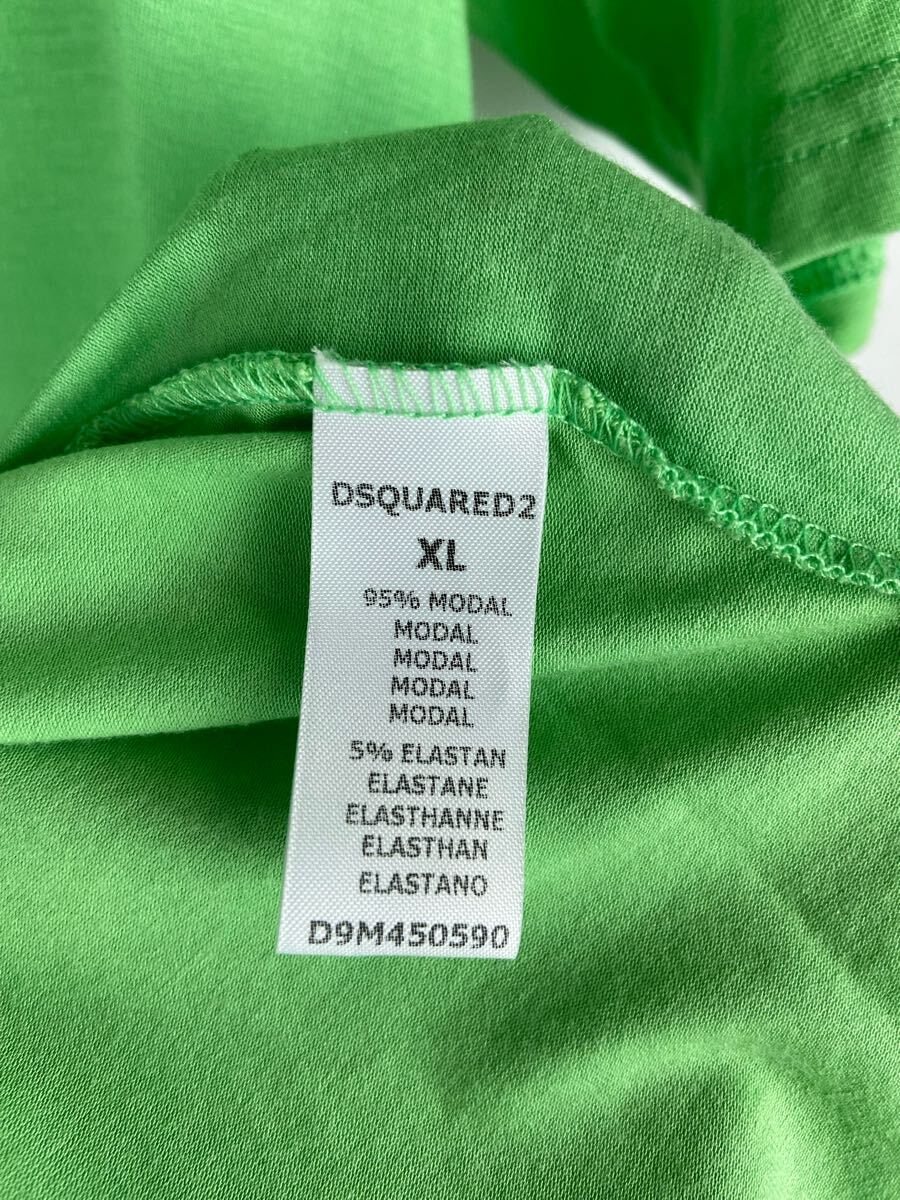 DSQUARED2
XL
95% MODAL
MODAL
MODAL
MODAL
MODAL
5% ELASTAN
ELASTANE
ELASTHANNE
ELASTHAN
ELASTANO
D9M450590